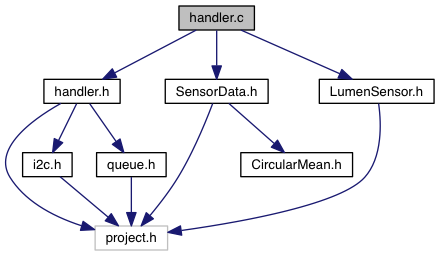 handler.c
handler.h
SensorData.h
LumenSensor.h
i2c.h
queue.h
CircularMean.h
project.h